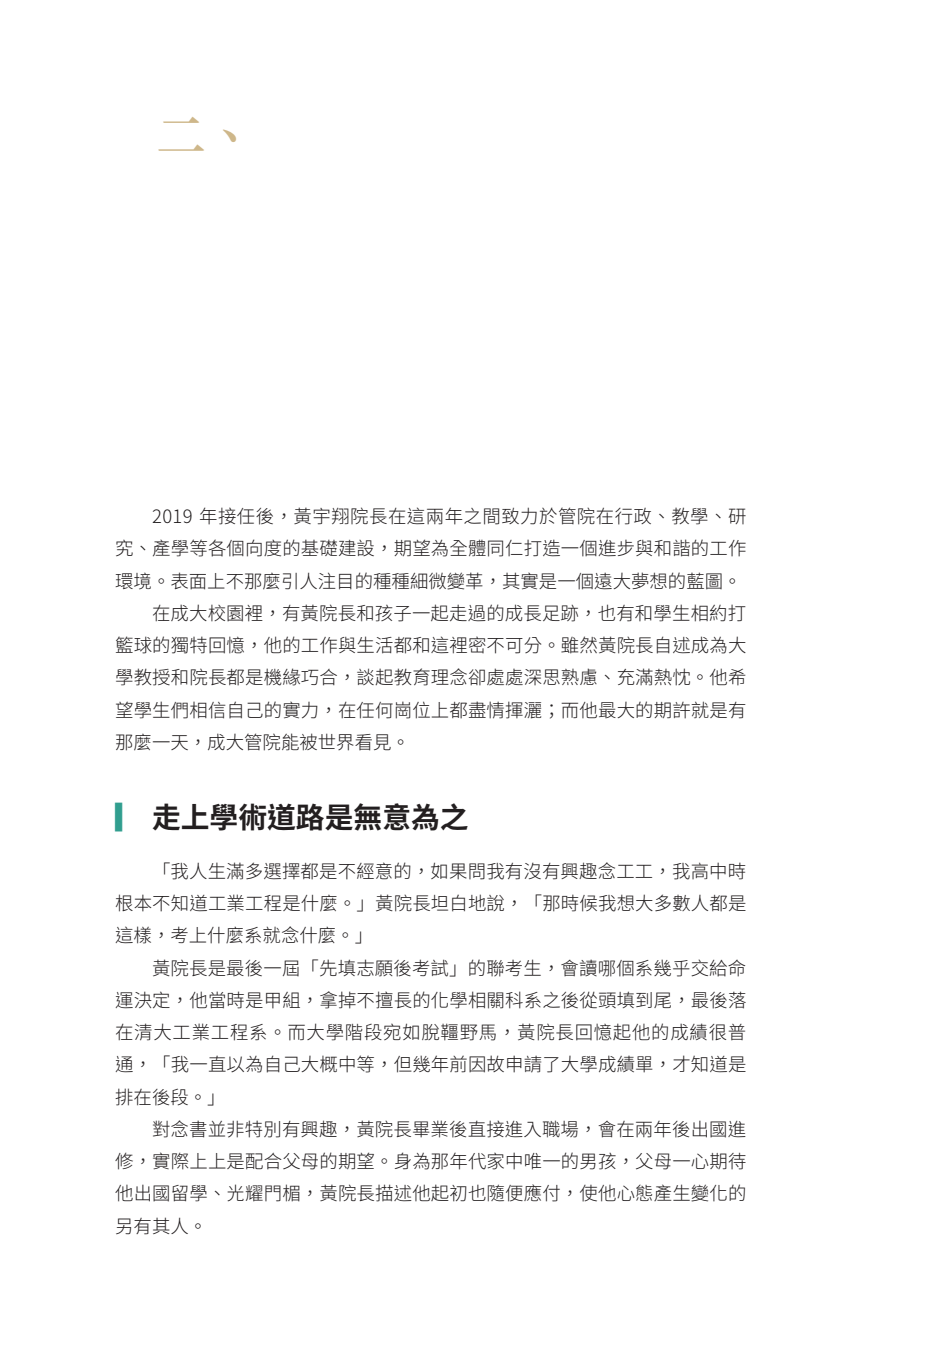 二、
2019 年接任後，黃宇翔院長在這兩年之間致力於管院在行政、教學、研
究、產學等各個向度的基礎建設，期望為全體同仁打造一個進步與和諧的工作
環境。表面上不那麼引人注目的種種細微變革，其實是一個遠大夢想的藍圖。
在成大校園裡，有黃院長和孩子一起走過的成長足跡，也有和學生相約打
籃球的獨特回憶，他的工作與生活都和這裡密不可分。雖然黃院長自述成為大
學教授和院長都是機緣巧合，談起教育理念卻處處深思熟慮、充滿熱忱。他希
望學生們相信自己的實力，在任何崗位上都盡情揮灑；而他最大的期許就是有
那麼一天，成大管院能被世界看見。
走上學術道路是無意為之
「我人生滿多選擇都是不經意的，如果問我有沒有興趣念工工，我高中時
根本不知道工業工程是什麼。」黃院長坦白地說，「那時候我想大多數人都是
這樣，考上什麼系就念什麼。」
黃院長是最後一屆「先填志願後考試」的聯考生，會讀哪個系幾乎交給命
運決定，他當時是甲組，拿掉不擅長的化學相關科系之後從頭填到尾，最後落
在清大工業工程系。而大學階段宛如脫韁野馬，黃院長回憶起他的成績很普
通，「我一直以為自己大概中等，但幾年前因故申請了大學成績單，才知道是
排在後段。」
對念書並非特別有興趣，黃院長畢業後直接進入職場，會在兩年後出國進
修，實際上上是配合父母的期望。身為那年代家中唯一的男孩，父母一心期待
他出國留學、光耀門楣，黃院長描述他起初也隨便應付，使他心態產生變化的
另有其人。